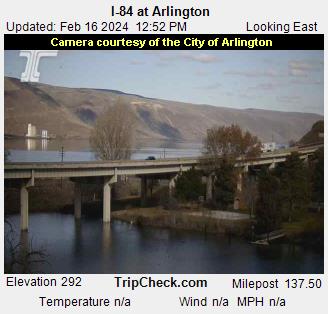 I-84 at Arlington
Updated: Feb 16 2024 12:52 PM Looking East
Camera courtesy of the City of Arlington
Elevation 292 TripCheck.com Milepost 137.50
Temperature n/a Wind n/a MPH n/a